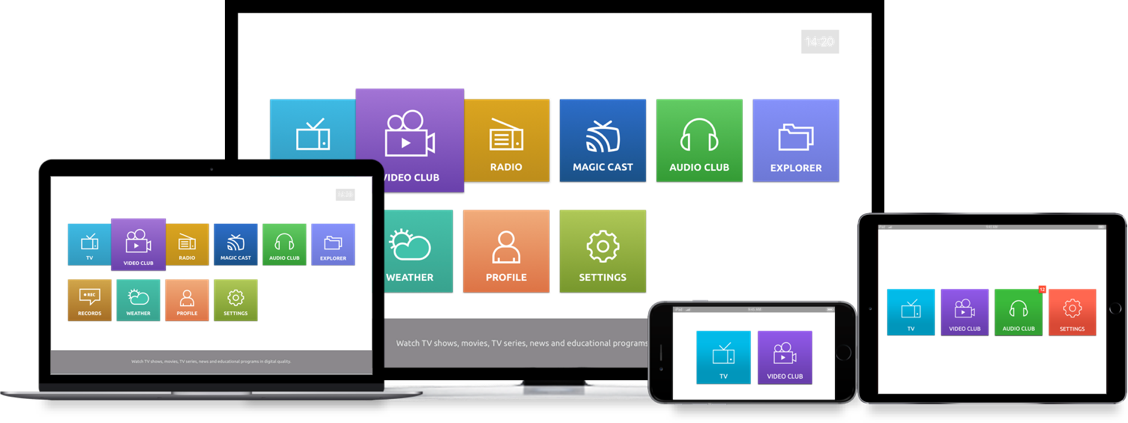 14:20
VIDEO CLUB
RADIO
MAGIC CAST
AUDIO CLUB
EXPLORER
WEATHER
PROFILE
SETTINGS
Watch TV shows, movies, TV series, news and educational programs
TV
VIDEO CLUB
RADIO
MAGIC CAST
AUDIO CLUB
EXPLORER
REC
RECORDS
WEATHER
PROFILE
SETTINGS
Watch TV shows, movies, TV series, news and educational programs in digital quality.
TV
VIDEO CLUB
TV
VIDEO CLUB
AUDIO CLUB
SETTINGS